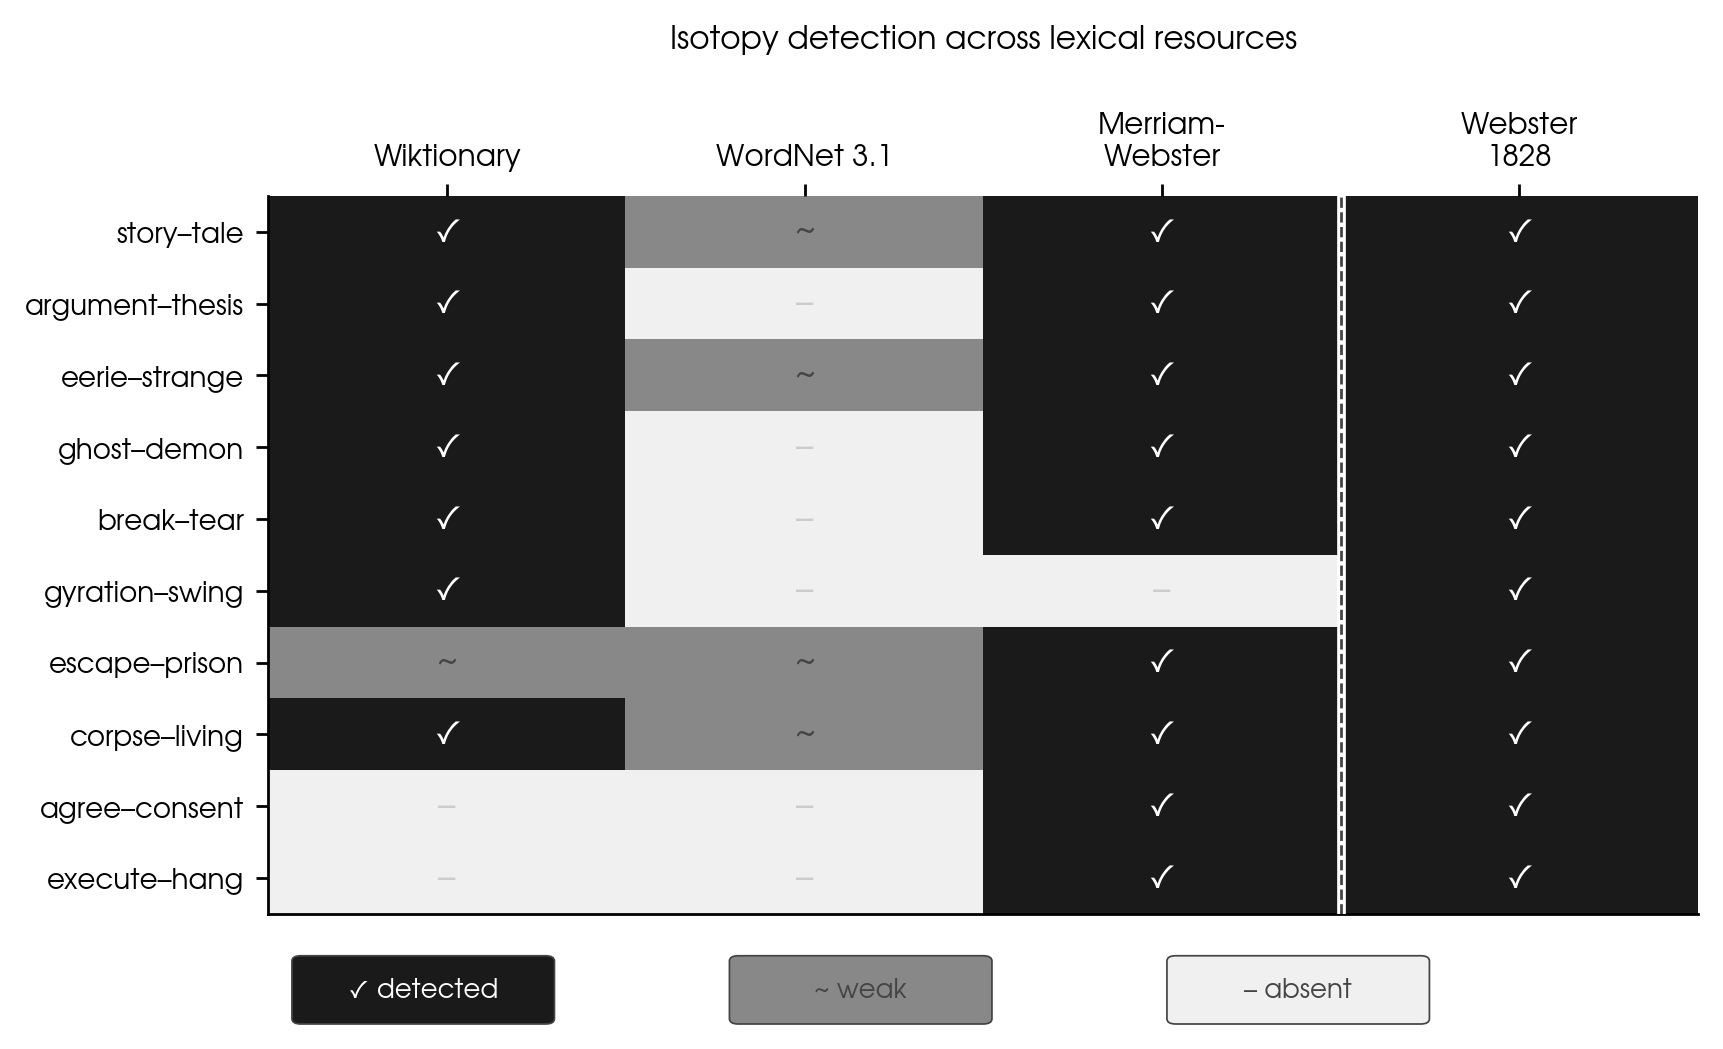 Isotopy detection across lexical resources
Wiktionary WordNet 3.1 Merriam- Webster
Webster 1828
story–tale ✓ ~ ✓ ✓
argument–thesis ✓ – ✓ ✓
eerie–strange ✓ ~ ✓ ✓
ghost–demon ✓ – ✓ ✓
break–tear ✓ – ✓ ✓
gyration–swing ✓ – – ✓
escape–prison ~ ~ ✓ ✓
corpse–living ✓ ~ ✓ ✓
agree–consent – – ✓ ✓
execute–hang – – ✓ ✓
✓ detected ~ weak – absent